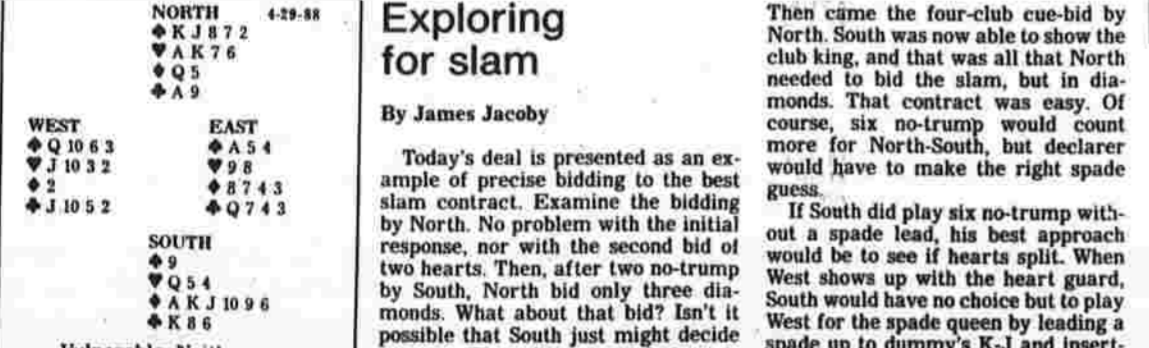 NORTH 4-29-88
♠ K J 8 7 2
♥ A K 7 6
♦ Q 5
♣ A 9
WEST EAST
♠ Q 10 6 3 ♠ A 5 4
♥ J 10 3 2 ♥ 9 8
♦ 2 ♦ 8 7 4 3
♣ J 10 5 2 ♣ Q 7 4 3
SOUTH
♠ 9
♥ Q 5 4
♦ A K J 10 9 6
♣ K 8 6
Exploring
for slam
By James Jacoby
Today's deal is presented as an ex-
ample of precise bidding to the best
slam contract. Examine the bidding
by North. No problem with the initial
response, nor with the second bid of
two hearts. Then, after two no-trump
by South, North bid only three dia-
monds. What about that bid? Isn't it
possible that South just might decide
Then came the four-club cue-bid by
North. South was now able to show the
club king, and that was all that North
needed to bid the slam, but in dia-
monds. That contract was easy. Of
course, six no-trump would count
more for North-South, but declarer
would have to make the right spade
guess.
If South did play six no-trump with-
out a spade lead, his best approach
would be to see if hearts split. When
West shows up with the heart guard,
South would have no choice but to play
West for the spade queen by leading a
spade up to dummy's K-J and insert-